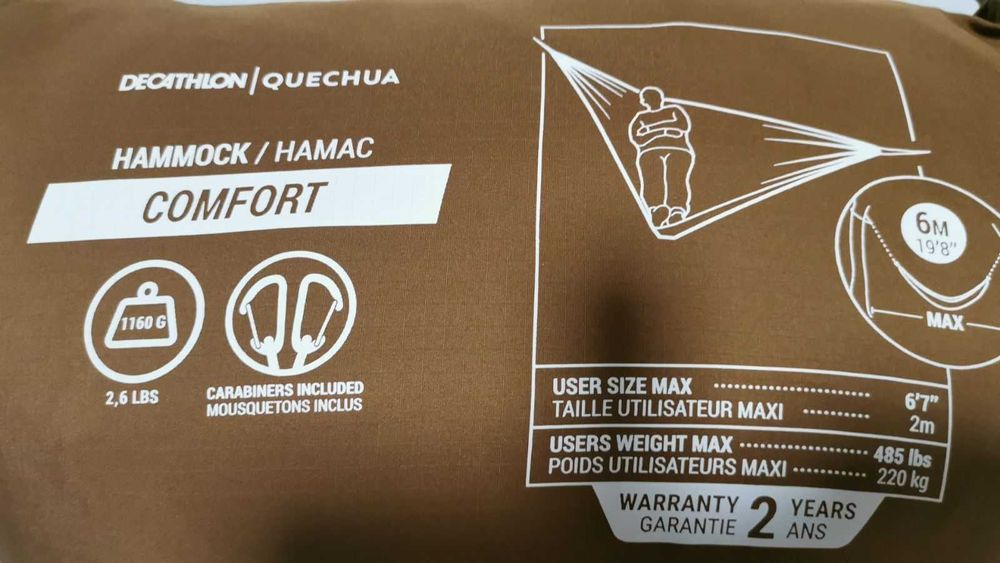 DECATHLON | QUECHUA
HAMMOCK / HAMAC
COMFORT
1160 G
2,6 LBS
CARABINERS INCLUDED
MOUSQUETONS INCLUS
6M
19'8"
MAX
USER SIZE MAX 6'7"
TAILLE UTILISATEUR MAXI 2m
USERS WEIGHT MAX 485 lbs
POIDS UTILISATEURS MAXI 220 kg
WARRANTY 2 YEARS
GARANTIE ANS